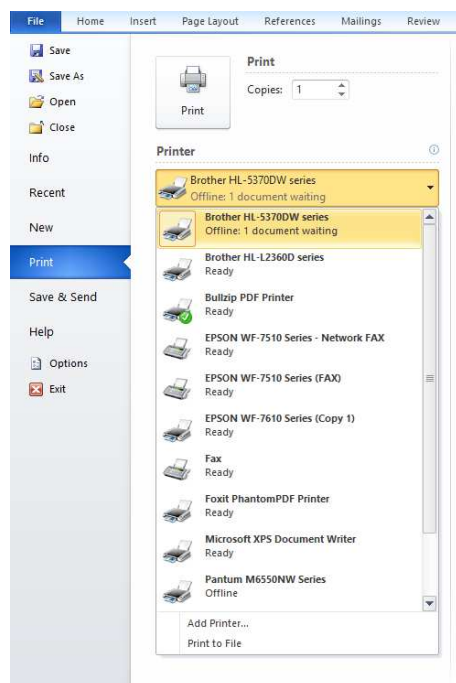 File Home Insert Page Layout References Mailings Review
Save
Save As
Open
Close
Info
Recent
New
Print
Save & Send
Help
Options
Exit
Print
Print
Copies: 1
Printer
Brother HL-5370DW series
Offline: 1 document waiting
Brother HL-5370DW series
Offline: 1 document waiting
Brother HL-L2360D series
Ready
Bullzip PDF Printer
Ready
EPSON WF-7510 Series - Network FAX
Ready
EPSON WF-7510 Series (FAX)
Ready
EPSON WF-7610 Series (Copy 1)
Ready
Fax
Ready
Foxit PhantomPDF Printer
Ready
Microsoft XPS Document Writer
Ready
Pantum M6550NW Series
Offline
Add Printer...
Print to File